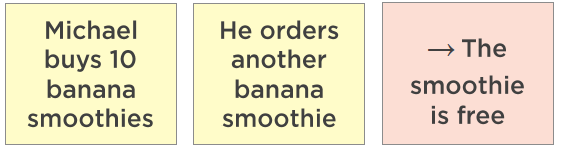 Michael
buys 10
banana
smoothies
He orders
another
banana
smoothie
→ The
smoothie
is free